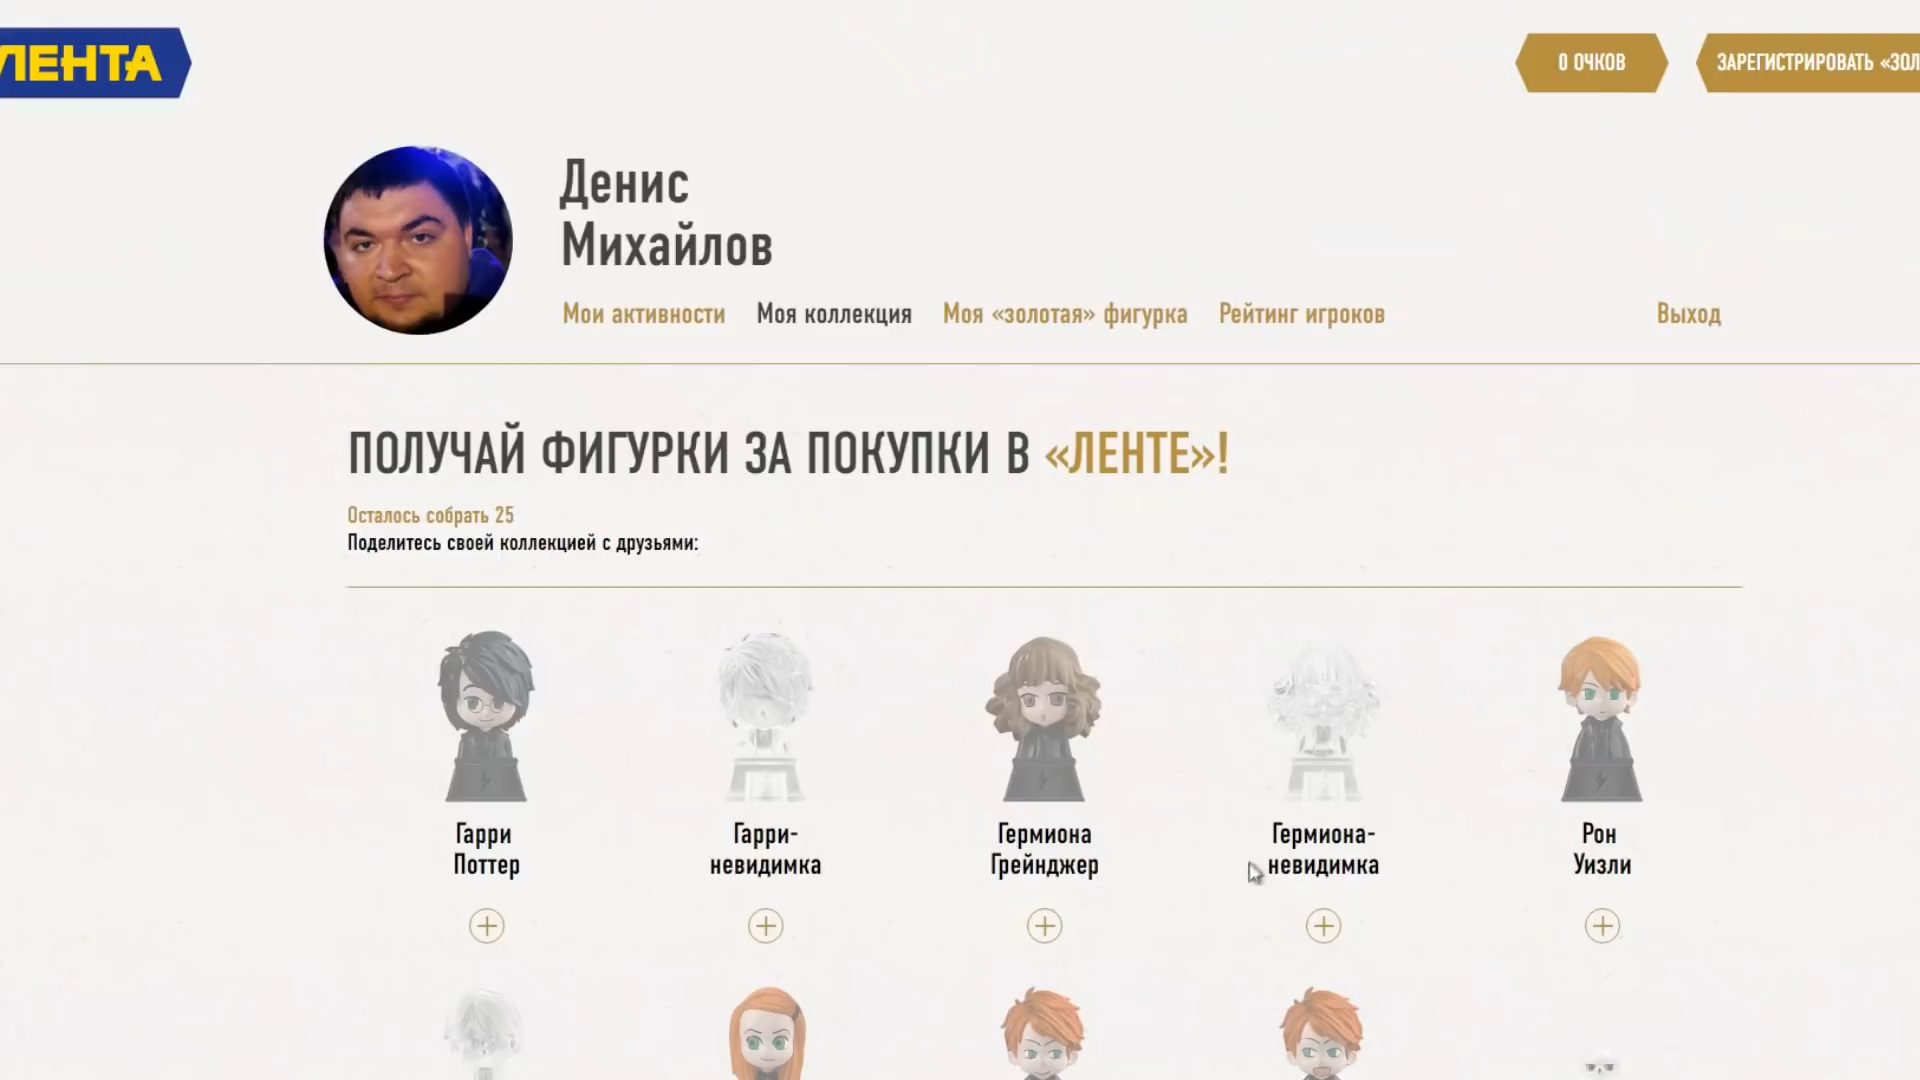 ЛЕНТА
0 ОЧКОВ
ЗАРЕГИСТРИРОВАТЬ
Денис
Михайлов
Мои активности Моя коллекция Моя «золотая» фигурка Рейтинг игроков Выход
ПОЛУЧАЙ ФИГУРКИ ЗА ПОКУПКИ В «ЛЕНТЕ»!
Осталось собрать 25
Поделитесь своей коллекцией с друзьями:
Гарри
Поттер
Гарри-
невидимка
Гермиона
Грейнджер
Гермиона-
невидимка
Рон
Уизли